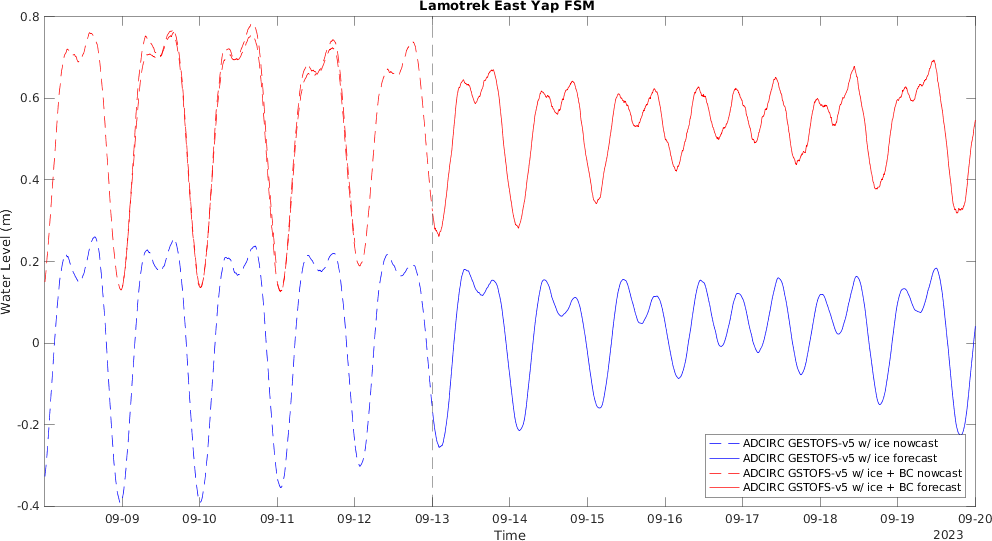 Lamotrek East Yap FSM
0.8
0.6
0.4
0.2
0
-0.2
-0.4
Water Level (m)
ADCIRC GESTOFS-v5 w/ ice nowcast
ADCIRC GESTOFS-v5 w/ ice forecast
ADCIRC GSTOFS-v5 w/ ice + BC nowcast
ADCIRC GSTOFS-v5 w/ ice + BC forecast
09-09 09-10 09-11 09-12 09-13 09-14 09-15 09-16 09-17 09-18 09-19 09-20
Time
2023